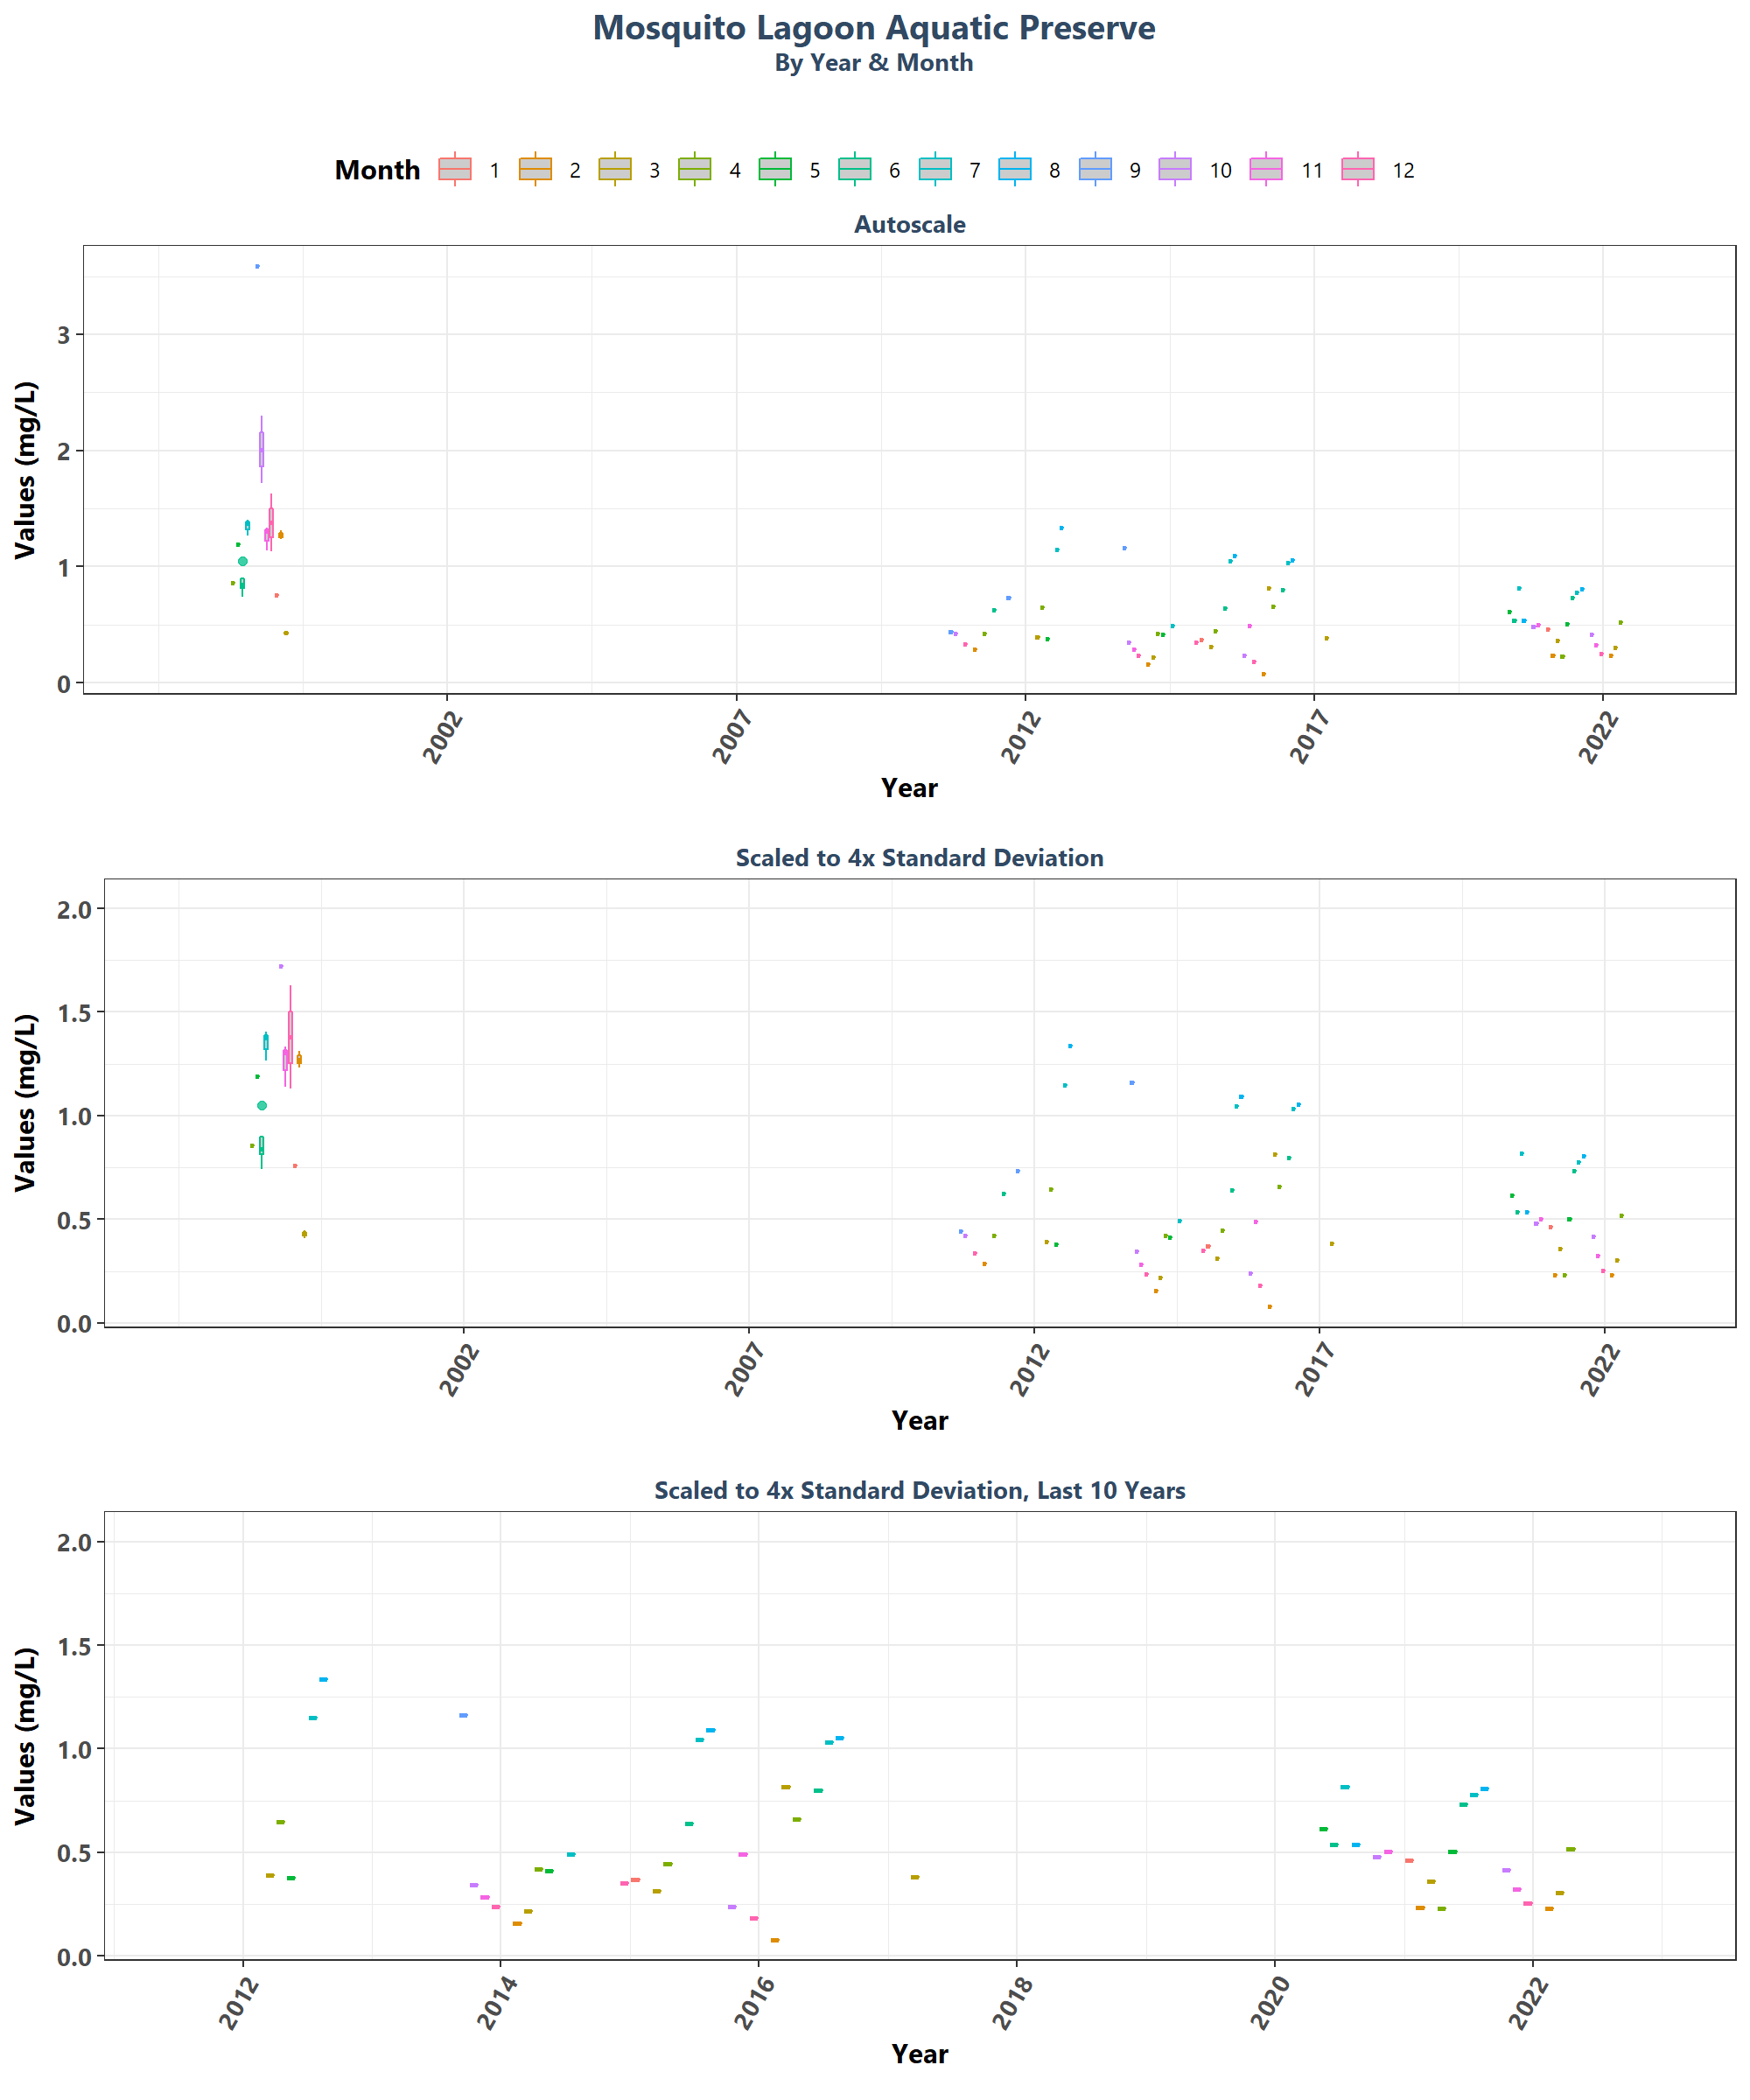 Mosquito Lagoon Aquatic Preserve
By Year & Month
Month 1 2 3 4 5 6 7 8 9 10 11 12
Autoscale
Values (mg/L)
3
2
1
0
2002 2007 2012 2017 2022
Year
Scaled to 4x Standard Deviation
Values (mg/L)
2.0
1.5
1.0
0.5
0.0
2002 2007 2012 2017 2022
Year
Scaled to 4x Standard Deviation, Last 10 Years
Values (mg/L)
2.0
1.5
1.0
0.5
0.0
2012 2014 2016 2018 2020 2022
Year